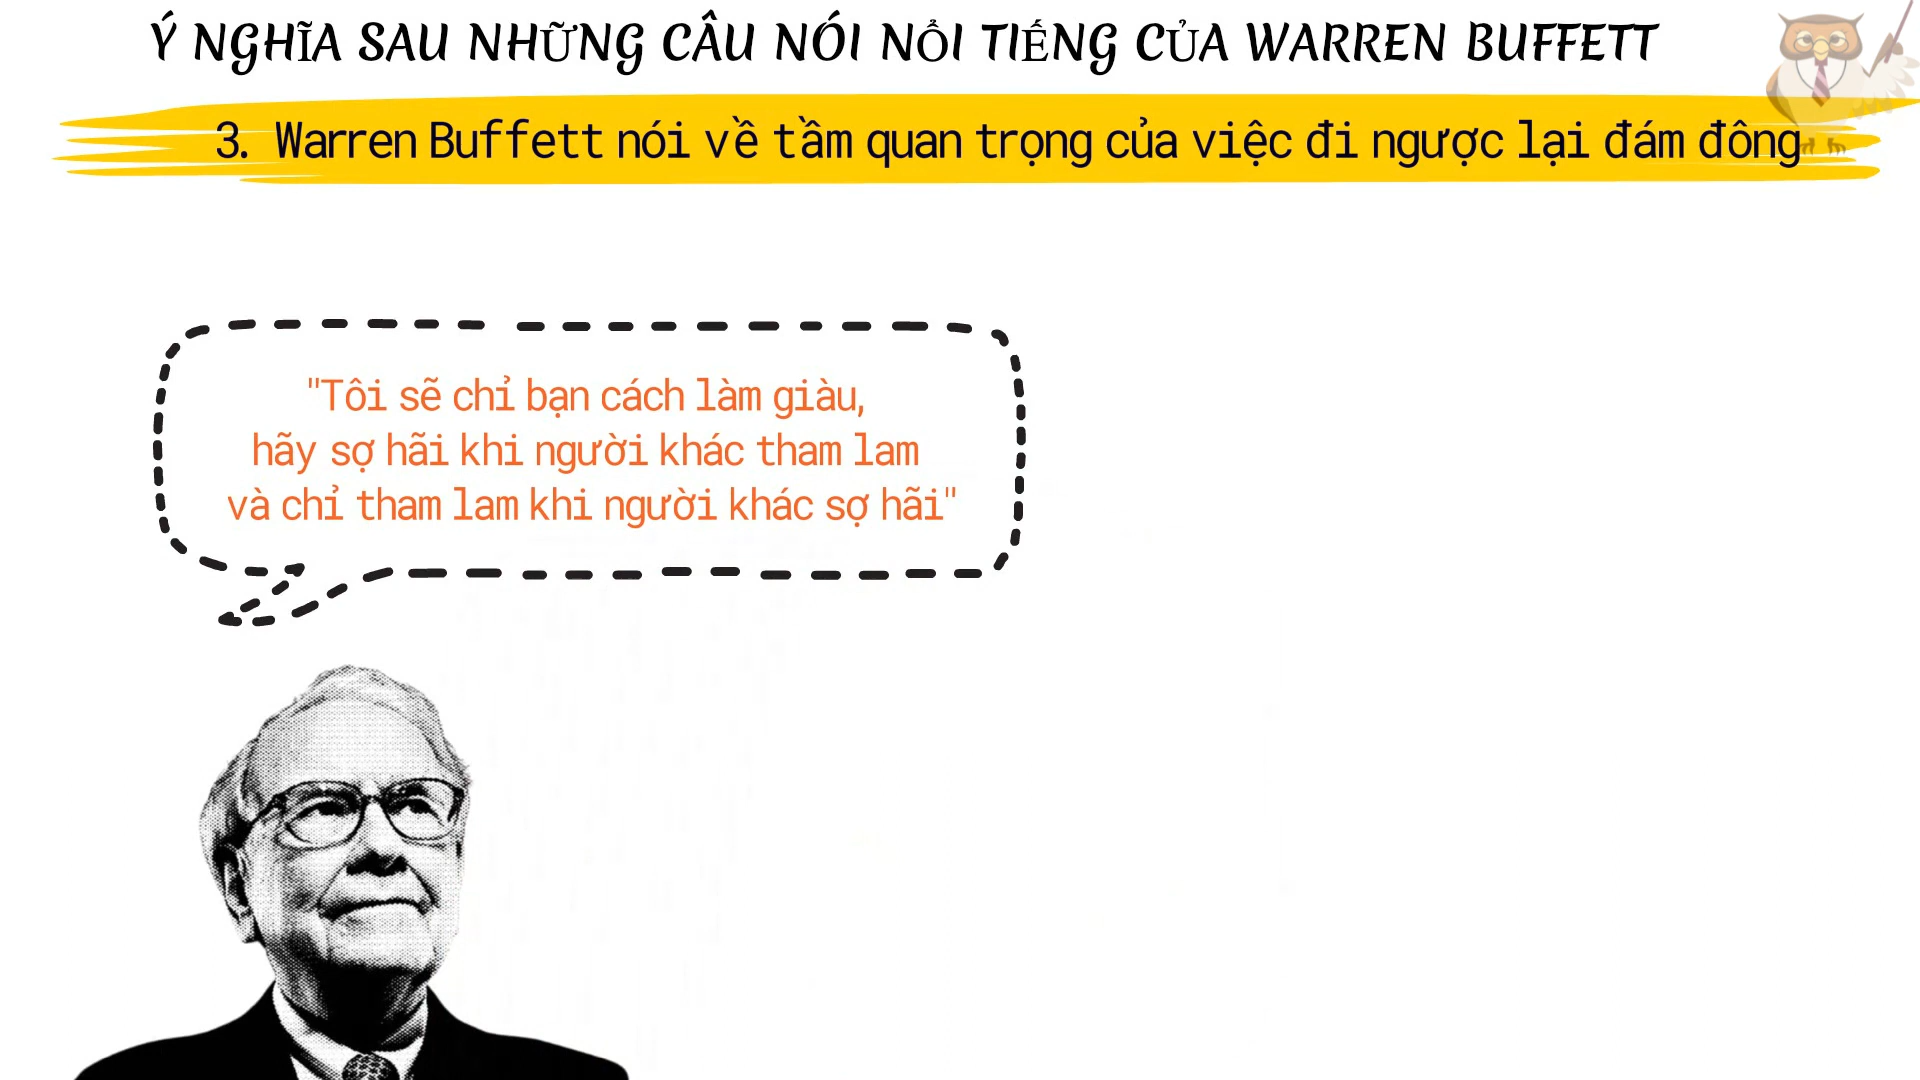 Ý NGHĨA SAU NHỮNG CÂU NÓI NỔI TIẾNG CỦA WARREN BUFFETT
3. Warren Buffett nói về tầm quan trọng của việc đi ngược lại đám đông
"Tôi sẽ chỉ bạn cách làm giàu,
hãy sợ hãi khi người khác tham lam
và chỉ tham lam khi người khác sợ hãi"